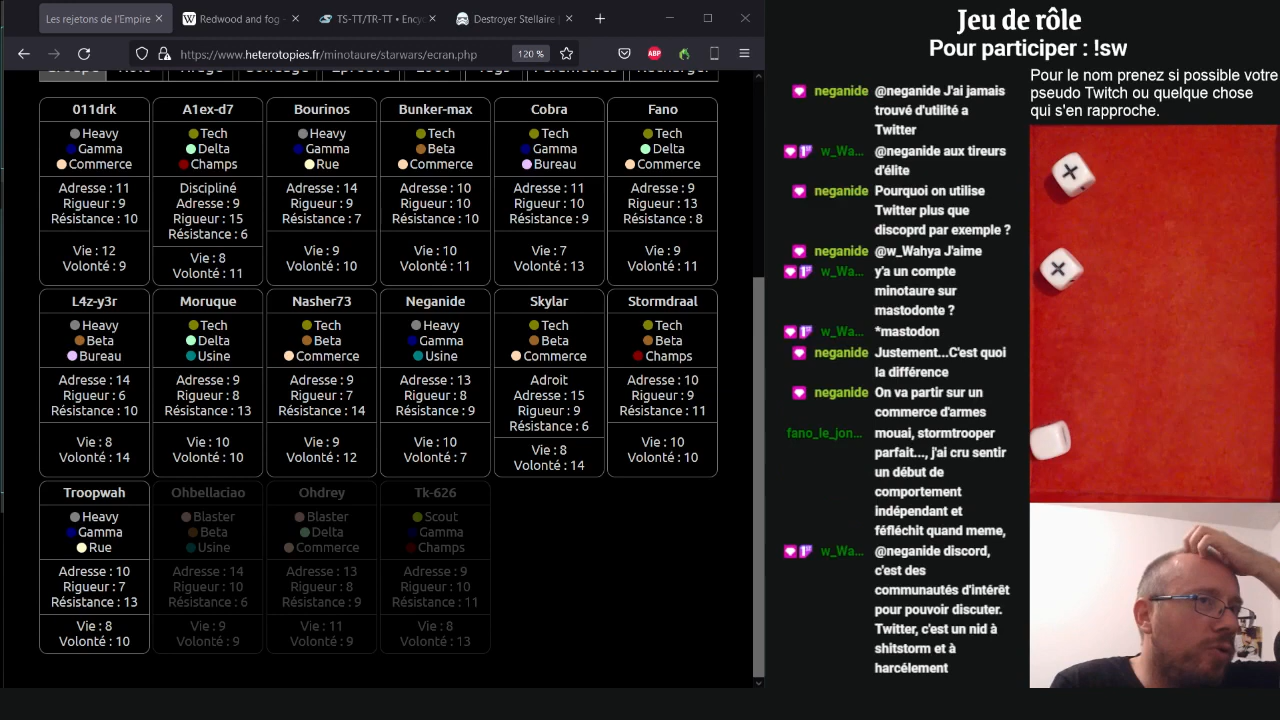 Les rejetons de l'Empire
Redwood and fog -
TS-TT/TR-TT • Ency
Destroyer Stellaire |
https://www.heterotopies.fr/minotaure/starwars/ecran.php
120 %
ABP
011drk
Heavy
Gamma
Commerce
Adresse : 11
Rigueur : 9
Résistance : 10
Vie : 12
Volonté : 9
A1ex-d7
Tech
Delta
Champs
Discipliné
Adresse : 9
Rigueur : 15
Résistance : 6
Vie : 8
Volonté : 11
Bourinos
Heavy
Gamma
Rue
Adresse : 14
Rigueur : 9
Résistance : 7
Vie : 9
Volonté : 10
Bunker-max
Tech
Beta
Commerce
Adresse : 10
Rigueur : 10
Résistance : 10
Vie : 10
Volonté : 11
Cobra
Tech
Gamma
Bureau
Adresse : 11
Rigueur : 10
Résistance : 9
Vie : 7
Volonté : 13
Fano
Tech
Delta
Commerce
Adresse : 9
Rigueur : 13
Résistance : 8
Vie : 9
Volonté : 11
L4z-y3r
Heavy
Beta
Bureau
Adresse : 14
Rigueur : 6
Résistance : 10
Vie : 8
Volonté : 14
Moruque
Tech
Delta
Usine
Adresse : 9
Rigueur : 8
Résistance : 13
Vie : 10
Volonté : 10
Nasher73
Tech
Beta
Commerce
Adresse : 9
Rigueur : 7
Résistance : 14
Vie : 9
Volonté : 12
Neganide
Heavy
Gamma
Usine
Adresse : 13
Rigueur : 8
Résistance : 9
Vie : 10
Volonté : 7
Skylar
Tech
Beta
Commerce
Adroit
Adresse : 15
Rigueur : 9
Résistance : 6
Vie : 8
Volonté : 14
Stormdraal
Tech
Beta
Champs
Adresse : 10
Rigueur : 9
Résistance : 11
Vie : 10
Volonté : 10
Troopwah
Heavy
Gamma
Rue
Adresse : 10
Rigueur : 7
Résistance : 13
Vie : 8
Volonté : 10
Ohbellaciao
Blaster
Beta
Usine
Adresse : 14
Rigueur : 10
Résistance : 6
Vie : 9
Volonté : 9
Ohdrey
Blaster
Delta
Commerce
Adresse : 13
Rigueur : 8
Résistance : 9
Vie : 11
Volonté : 9
Tk-626
Scout
Gamma
Champs
Adresse : 9
Rigueur : 10
Résistance : 11
Vie : 8
Volonté : 13
Jeu de rôle
Pour participer : !sw
neganide @neganide J'ai jamais
trouvé d'utilité a
Twitter
w_Wa... @neganide aux tireurs
d'élite
neganide Pourquoi on utilise
Twitter plus que
discoprd par exemple ?
neganide @w_Wahya J'aime
w_Wa... y'a un compte
minotaure sur
mastodonte ?
w_Wa... *mastodon
neganide Justement...C'est quoi
la différence
neganide On va partir sur un
commerce d'armes
fano_le_jon... mouai, stormtrooper
parfait..., j'ai cru sentir
un début de
comportement
indépendant et
féfléchit quand meme,
w_Wa... @neganide discord,
c'est des
communautés d'intérêt
pour pouvoir discuter.
Twitter, c'est un nid à
shitstorm et à
harcélement
Pour le nom prenez si possible votre
pseudo Twitch ou quelque chose
qui s'en rapproche.